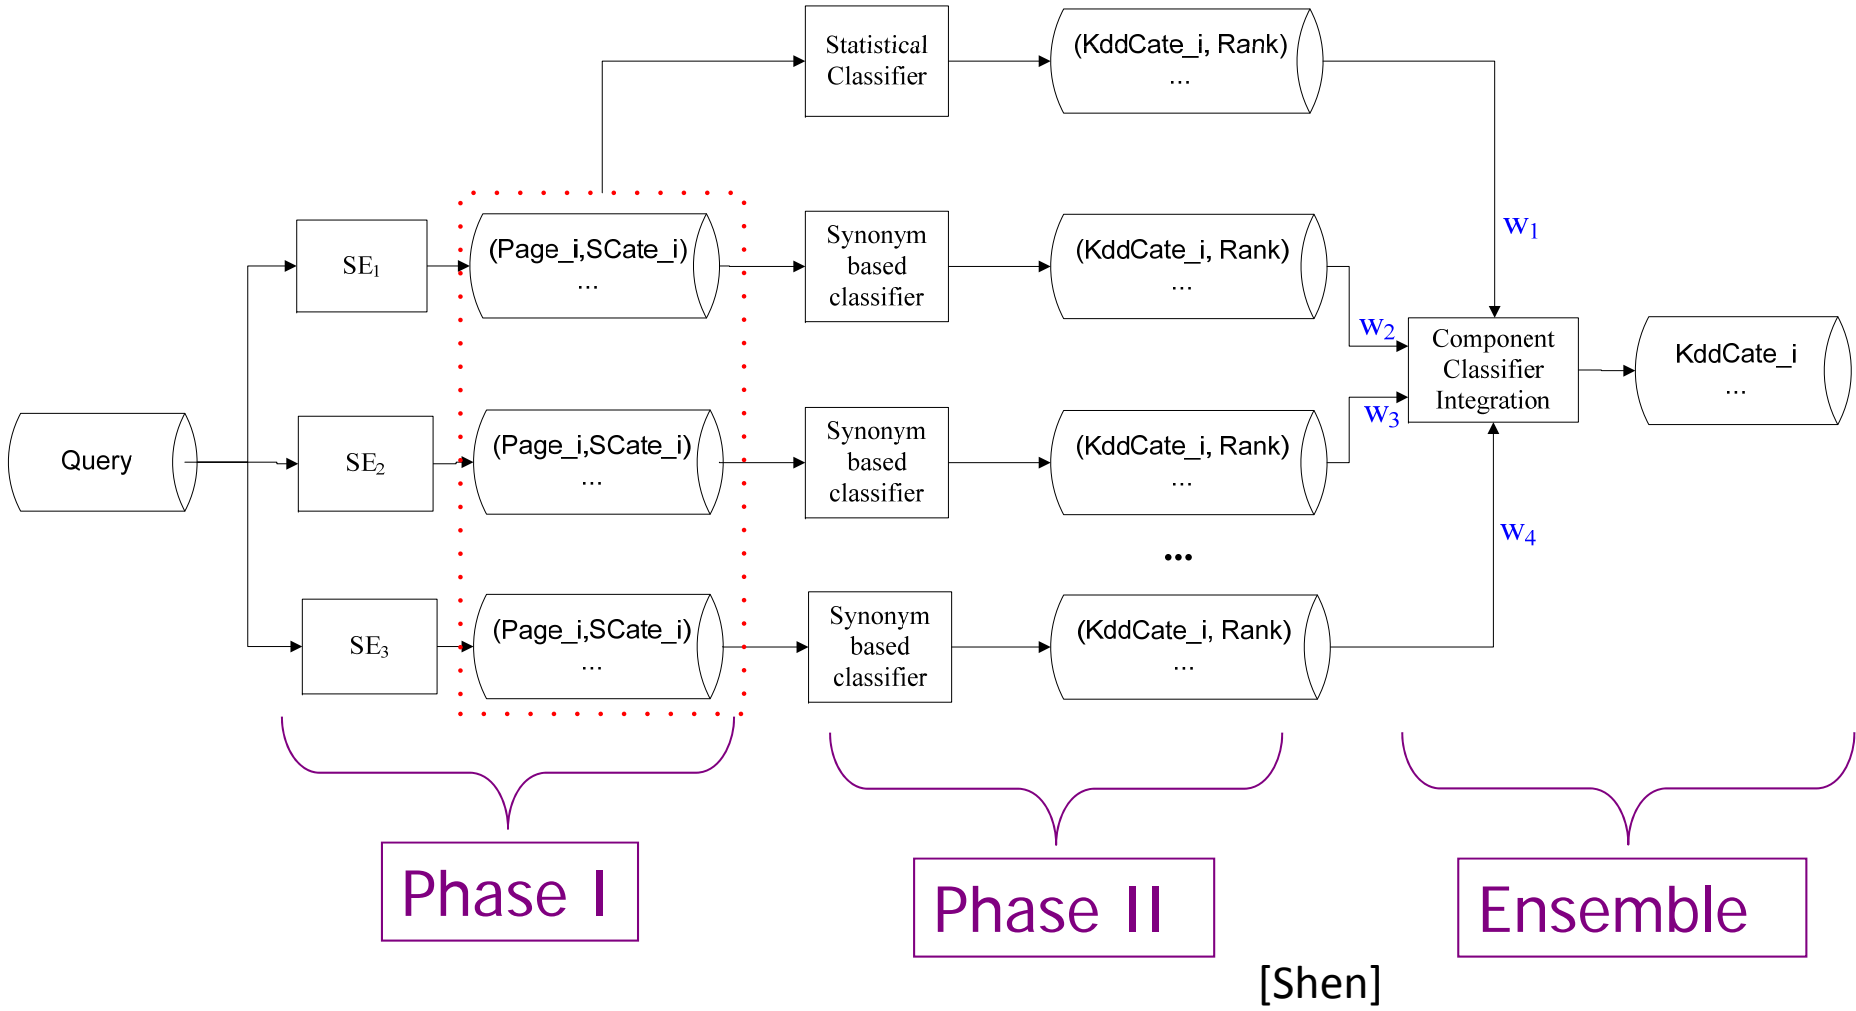 Statistical
Classifier
(KddCate_i, Rank)
...
w1
SE1
(Page_i,SCate_i)
...
Synonym
based
classifier
(KddCate_i, Rank)
...
w2
Component
Classifier
Integration
KddCate_i
...
Query
SE2
(Page_i,SCate_i)
...
Synonym
based
classifier
(KddCate_i, Rank)
...
w3
...
w4
SE3
(Page_i,SCate_i)
...
Synonym
based
classifier
(KddCate_i, Rank)
...
Phase I
Phase II
Ensemble
[Shen]